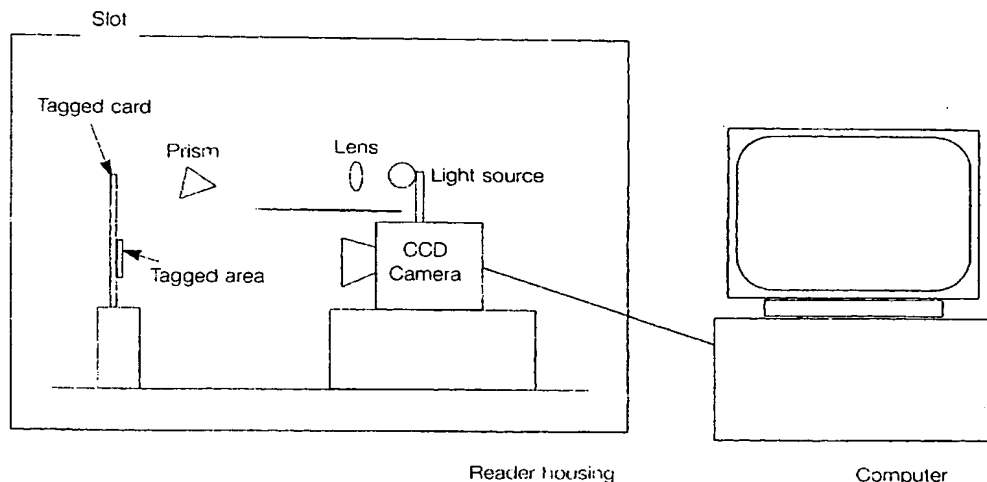 Slot
Tagged card
Prism
Lens
Light source
CCD
Camera
Tagged area
Reader housing
Computer